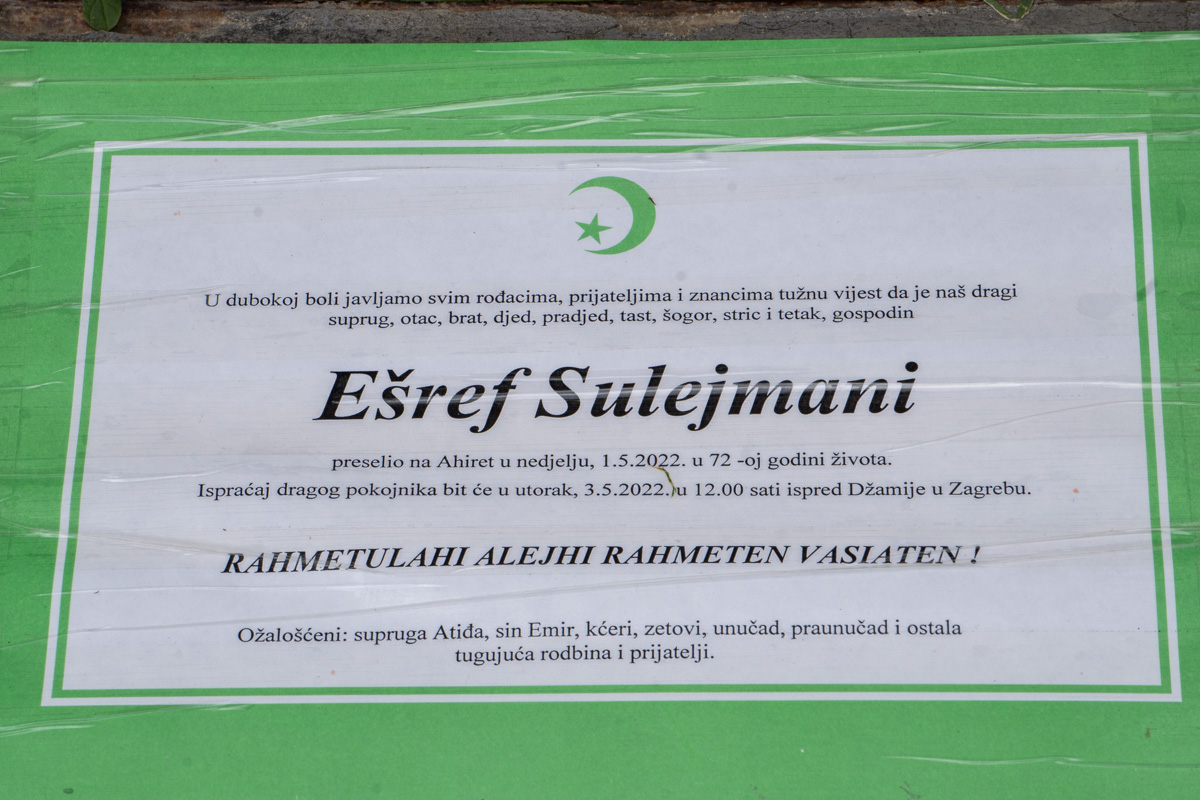 U dubokoj boli javljamo svim rođacima, prijateljima i znancima tužnu vijest da je naš dragi
suprug, otac, brat, djed, pradjed, tast, šogor, stric i tetak, gospodin
Ešref Sulejmani
preselio na Ahiret u nedjelju, 1.5.2022. u 72 -oj godini života.
Ispraćaj dragog pokojnika bit će u utorak, 3.5.2022. u 12.00 sati ispred Džamije u Zagrebu.
RAHMETULAHI ALEJHI RAHMETEN VASIATEN !
Ožalošćeni: supruga Atiđa, sin Emir, kćeri, zetovi, unučad, praunučad i ostala
tugujuća rodbina i prijatelji.